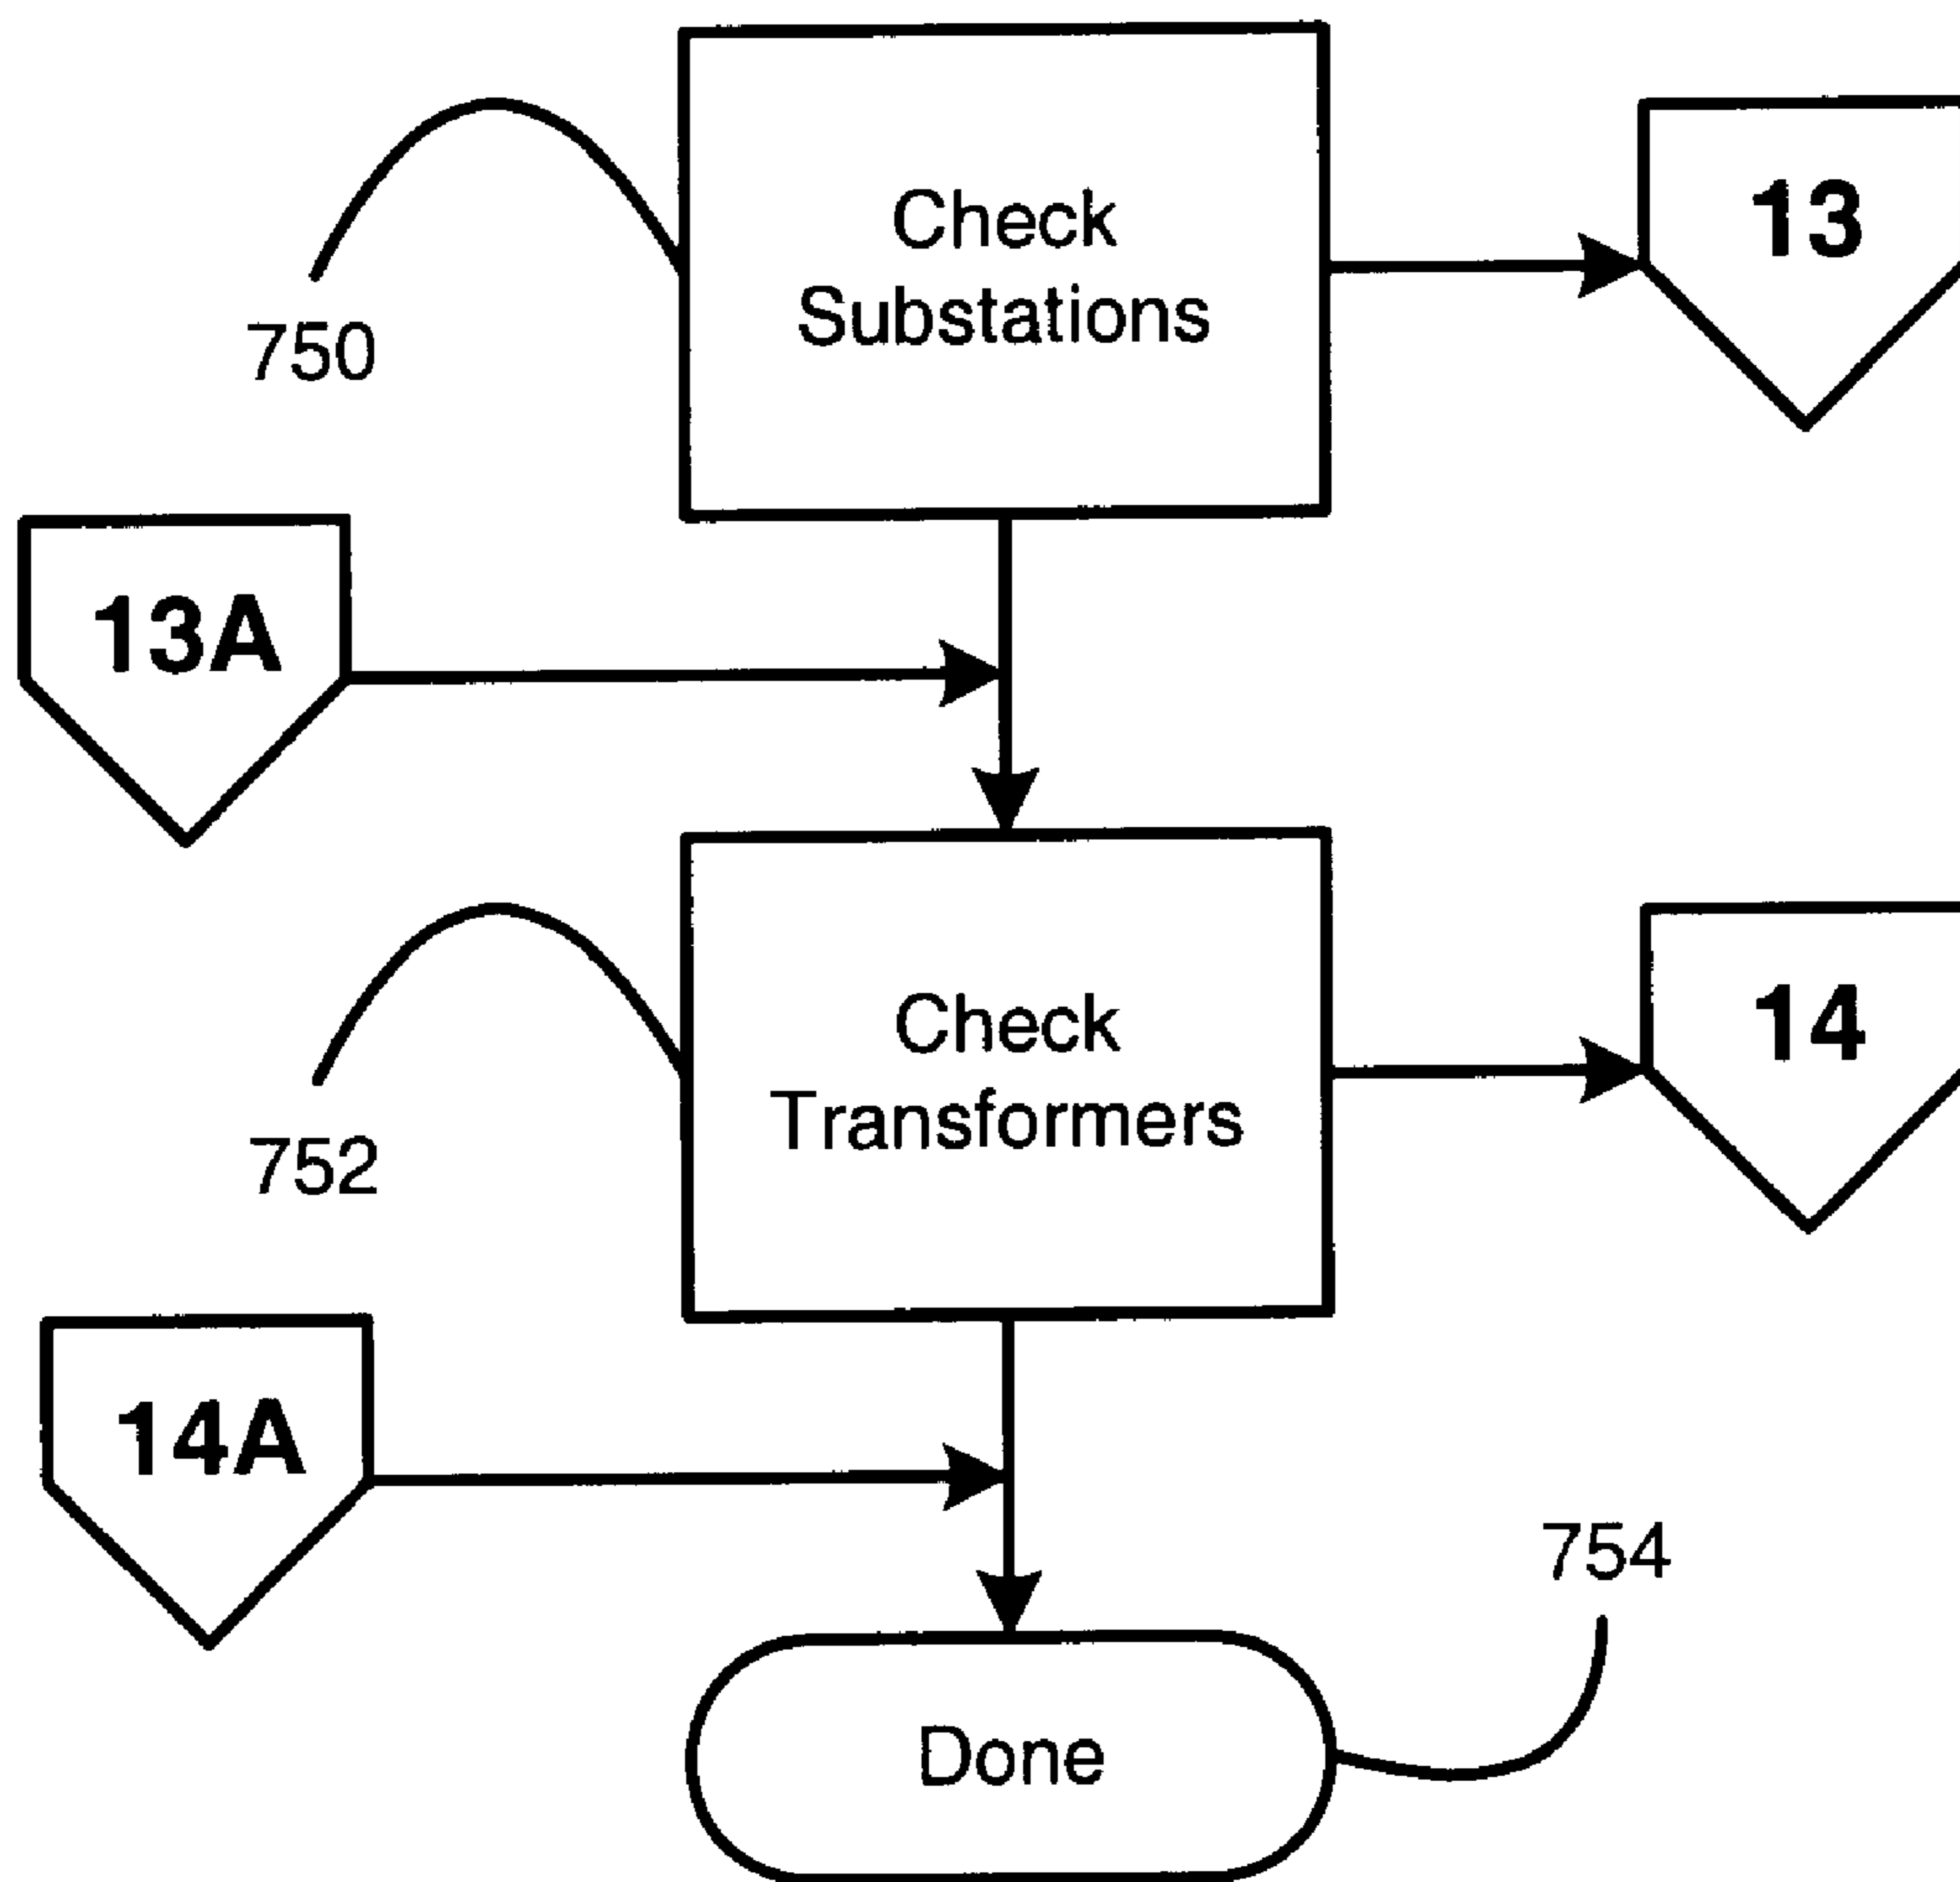 Check
Substations
13
750
13A
Check
Transformers
14
752
14A
754
Done